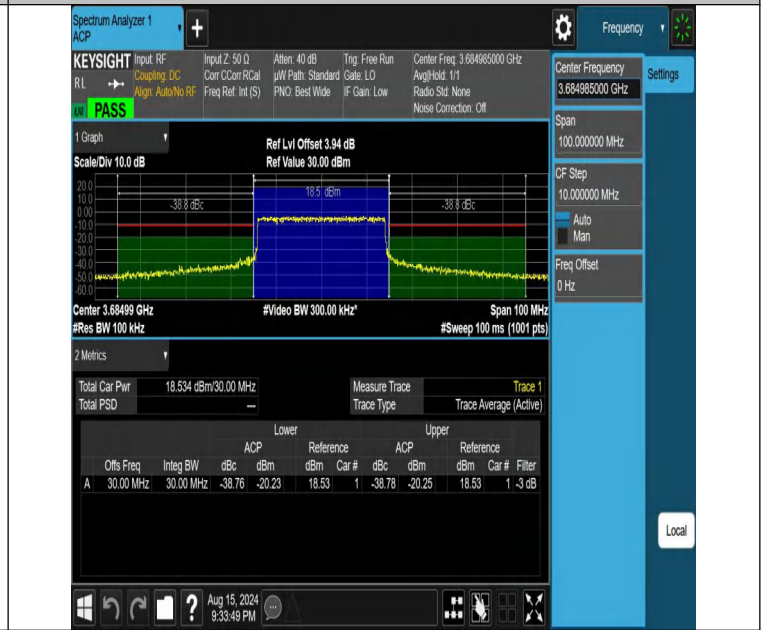 Spectrum Analyzer 1
ACP
+
Frequency
KEYSIGHT
RL
LXI
PASS
Input: RF
Coupling: DC
Align: Auto/No RF
Input Z: 50 Ω
Corr CCorr RCal
Freq Ref: Int (S)
Atten: 40 dB
µW Path: Standard
PNO: Best Wide
Trig: Free Run
Gate: LO
IF Gain: Low
Center Freq: 3.684985000 GHz
Avg|Hold: 1/1
Radio Std: None
Noise Correction: Off
Center Frequency
3.684985000 GHz
Settings
Span
100.000000 MHz
CF Step
10.000000 MHz
Auto
Man
Freq Offset
0 Hz
1 Graph
Scale/Div 10.0 dB
Ref Lvl Offset 3.94 dB
Ref Value 30.00 dBm
20.0
10.0
0.00
-10.0
-20.0
-30.0
-40.0
-50.0
-60.0
-38.8 dBc
18.5 dBm
-38.8 dBc
Center 3.68499 GHz
#Video BW 300.00 kHz*
Span 100 MHz
#Res BW 100 kHz
#Sweep 100 ms (1001 pts)
2 Metrics
Total Car Pwr 18.534 dBm/30.00 MHz
Total PSD ---
Measure Trace Trace 1
Trace Type Trace Average (Active)
Lower Upper
ACP Reference ACP Reference
Offs Freq Integ BW dBc dBm dBm Car # dBc dBm dBm Car # Filter
A 30.00 MHz 30.00 MHz -38.76 -20.23 18.53 1 -38.78 -20.25 18.53 1 -3 dB
Local
?
Aug 15, 2024
9:33:49 PM